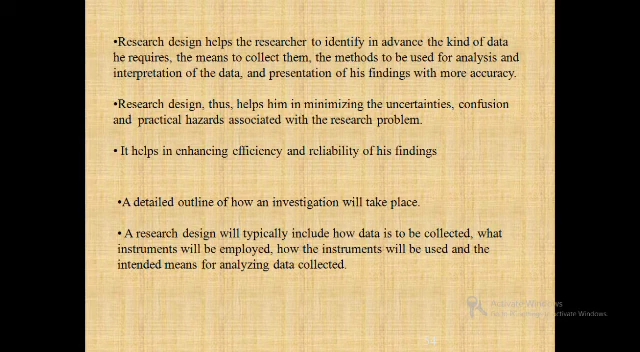 •Research design helps the researcher to identify in advance the kind of data
he requires, the means to collect them, the methods to be used for analysis and
interpretation of the data, and presentation of his findings with more accuracy.
•Research design, thus, helps him in minimizing the uncertainties, confusion
and practical hazards associated with the research problem.
• It helps in enhancing efficiency and reliability of his findings
•A detailed outline of how an investigation will take place.
• A research design will typically include how data is to be collected, what
instruments will be employed, how the instruments will be used and the
intended means for analyzing data collected.
Activate Windows
activate Windows.